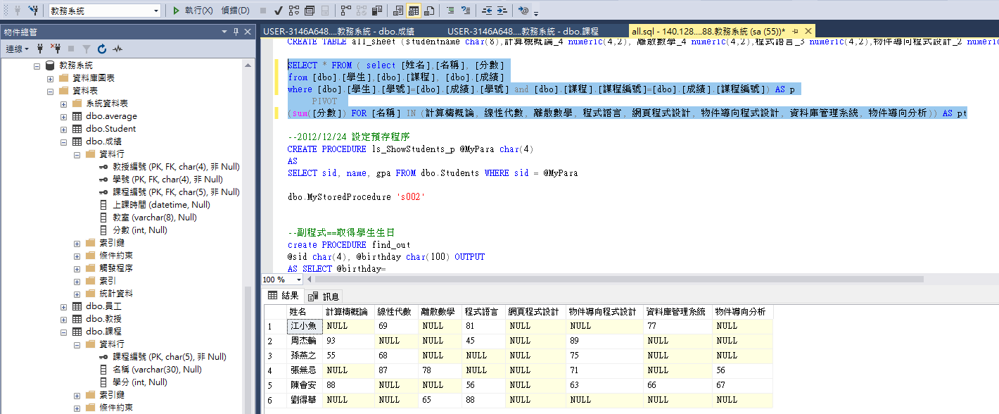 教務系統
執行(X)
偵錯(D)
物件總管
連線
教務系統
資料庫圖表
資料表
系統資料表
dbo.average
dbo.Student
dbo.成績
資料行
教授編號 (PK, FK, char(4), 非 Null)
學號 (PK, FK, char(4), 非 Null)
課程編號 (PK, FK, char(5), 非 Null)
上課時間 (datetime, Null)
教室 (varchar(8), Null)
分數 (int, Null)
索引鍵
條件約束
觸發程序
索引
統計資料
dbo.員工
dbo.教授
dbo.課程
資料行
課程編號 (PK, char(5), 非 Null)
名稱 (varchar(30), Null)
學分 (int, Null)
索引鍵
條件約束
USER-3146A648....教務系統 - dbo.成績
USER-3146A648....教務系統 - dbo.課程
all.sql - 140.128....88.教務系統 (sa (55))*
CREATE TABLE all_sheet (studentname char(8),計算機概論_4 numeric(4,2), 離散數學_4 numeric(4,2),程式語言_3 numeric(4,2),物件導向程式設計_2 numeri
SELECT * FROM ( select [姓名],[名稱], [分數]
from [dbo].[學生],[dbo].[課程], [dbo].[成績]
where [dbo].[學生].[學號]=[dbo].[成績].[學號] and [dbo].[課程].[課程編號]=[dbo].[成績].[課程編號]) AS p
PIVOT
(sum([分數]) FOR [名稱] IN (計算檮概論, 線性代數, 離散數學, 程式語言, 網頁程式設計, 物件導向程式設計, 資料庫管理系統, 物件導向分析)) AS pt
--2012/12/24 設定預存程序
CREATE PROCEDURE ls_ShowStudents_p @MyPara char(4)
AS
SELECT sid, name, gpa FROM dbo.Students WHERE sid = @MyPara
dbo.MyStoredProcedure 's002'
--副程式==取得學生生日
create PROCEDURE find_out
@sid char(4), @birthday char(100) OUTPUT
AS SELECT @birthday=
100 %
結果 訊息
姓名 計算檮概論 線性代數 離散數學 程式語言 網頁程式設計 物件導向程式設計 資料庫管理系統 物件導向分析
1 江小魚 NULL 69 NULL 81 NULL NULL 77 NULL
2 周杰輪 93 NULL NULL 45 NULL 89 NULL NULL
3 孫燕之 55 68 NULL NULL NULL 75 NULL NULL
4 張無忌 NULL 87 78 NULL NULL 71 NULL 56
5 陳會安 88 NULL NULL 56 NULL 63 66 67
6 劉得華 NULL NULL 65 88 NULL NULL NULL NULL